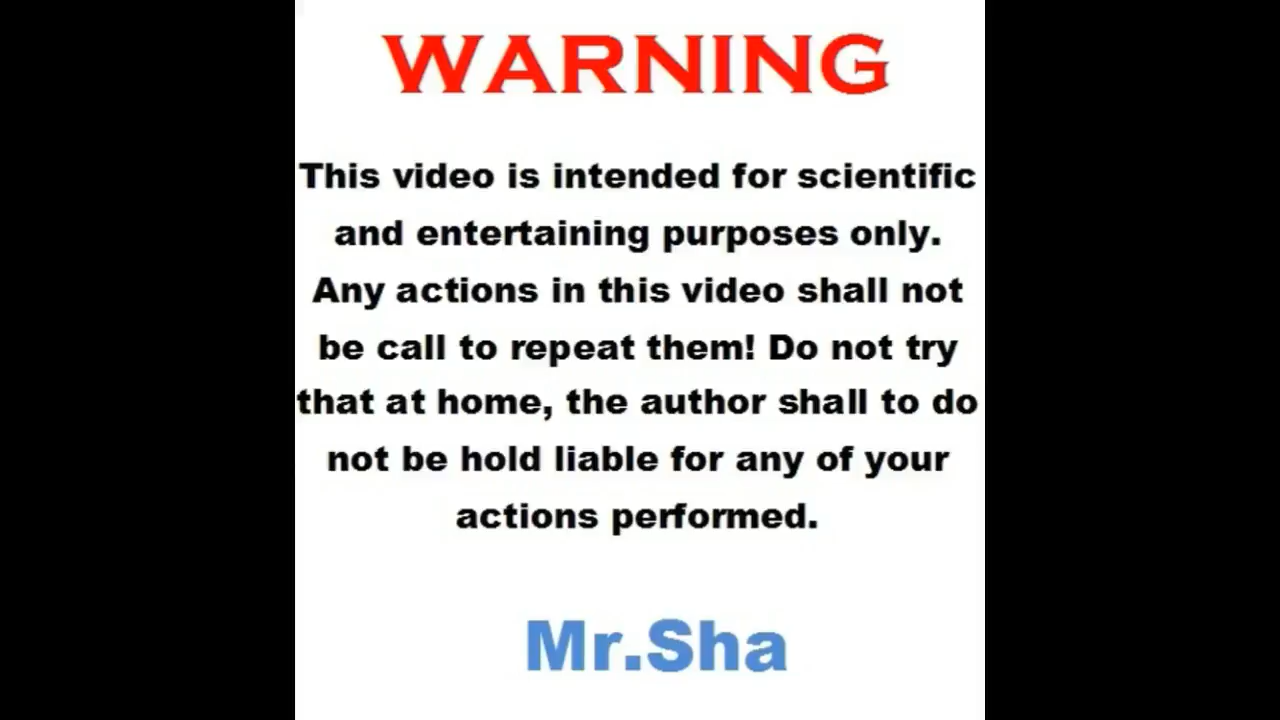 WARNING
This video is intended for scientific
and entertaining purposes only.
Any actions in this video shall not
be call to repeat them! Do not try
that at home, the author shall to do
not be hold liable for any of your
actions performed.
Mr.Sha